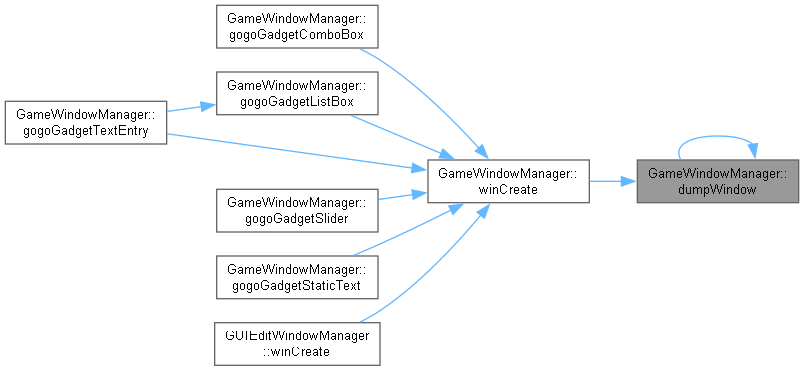 GameWindowManager::
gogoGadgetComboBox
GameWindowManager::
gogoGadgetListBox
GameWindowManager::
gogoGadgetTextEntry
GameWindowManager::
winCreate
GameWindowManager::
dumpWindow
GameWindowManager::
gogoGadgetSlider
GameWindowManager::
gogoGadgetStaticText
GUIEditWindowManager
::winCreate